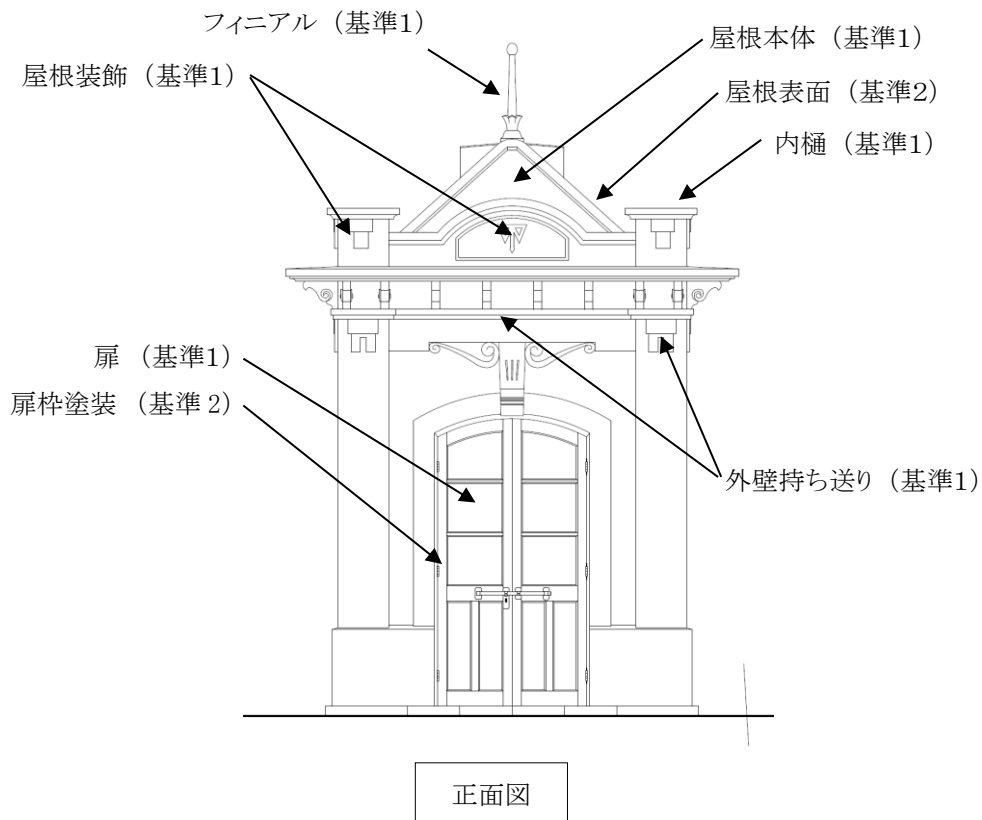 フィニアル（基準1）
屋根本体（基準1）
屋根装飾（基準1）
屋根表面（基準2）
内樋（基準1）
扉 （基準1）
扉枠塗装 （基準 2）
外壁持ち送り（基準1）
正面図